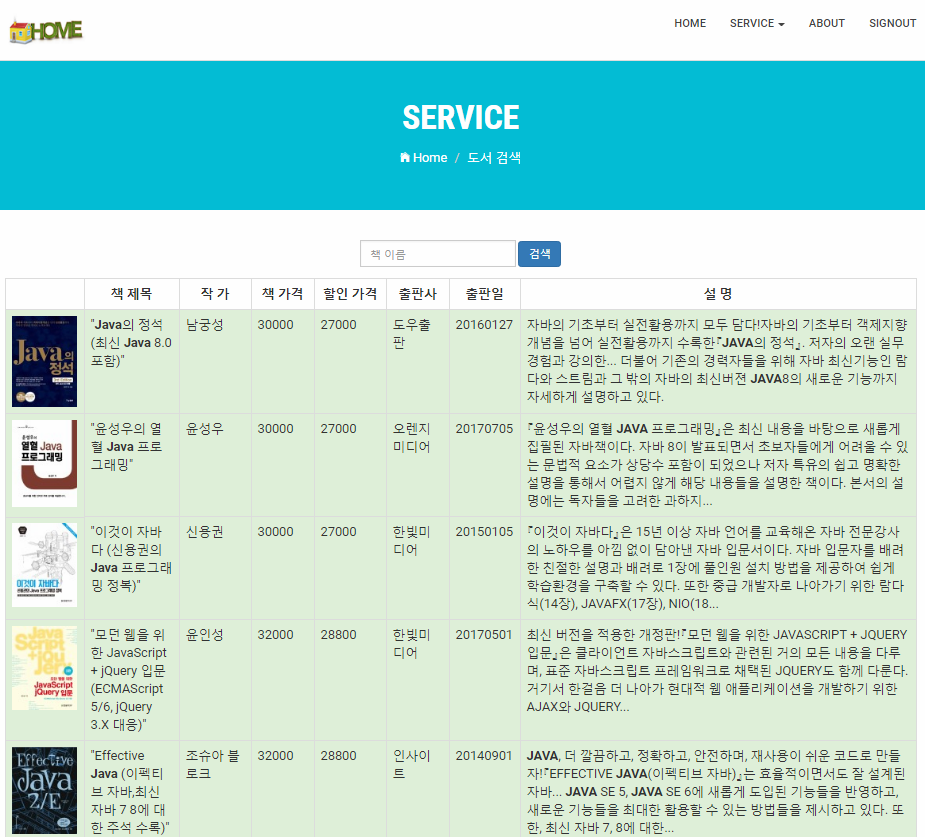 HOME
HOME SERVICE ABOUT SIGNOUT
SERVICE
Home / 도서 검색
책 이름 검색
책 제목 작 가 책 가격 할인 가격 출판사 출판일 설 명
Java의 정석
"Java의 정석
(최신 Java 8.0
포함)"
남궁성
30000
27000
도우출
판
20160127
자바의 기초부터 실전활용까지 모두 담다!자바의 기초부터 객제지향
개념을 넘어 실전활용까지 수록한『JAVA의 정석』. 저자의 오랜 실무
경험과 강의한... 더불어 기존의 경력자들을 위해 자바 최신기능인 람
다와 스트림과 그 밖의 자바의 최신버젼 JAVA8의 새로운 기능까지
자세하게 설명하고 있다.
윤성우의
열혈 Java
프로그래밍
"윤성우의 열
혈 Java 프로
그래밍"
윤성우
30000
27000
오렌지
미디어
20170705
『윤성우의 열혈 JAVA 프로그래밍』은 최신 내용을 바탕으로 새롭게
집필된 자바책이다. 자바 8이 발표되면서 초보자들에게 어려울 수 있
는 문법적 요소가 상당수 포함이 되었으나 저자 특유의 쉽고 명확한
설명을 통해서 어렵지 않게 해당 내용들을 설명한 책이다. 본서의 설
명에는 독자들을 고려한 과하지...
이것이 자바다
"이것이 자바
다 (신용권의
Java 프로그래
밍 정복)"
신용권
30000
27000
한빛미
디어
20150105
『이것이 자바다』은 15년 이상 자바 언어를 교육해온 자바 전문강사
의 노하우를 아낌 없이 담아낸 자바 입문서이다. 자바 입문자를 배려
한 친절한 설명과 배려로 1장에 풀인원 설치 방법을 제공하여 쉽게
학습환경을 구축할 수 있다. 또한 중급 개발자로 나아가기 위한 람다
식(14장), JAVAFX(17장), NIO(18...
Java
Script
+jQu
JavaScript
jQuery 입문
"모던 웹을 위
한 JavaScript
+ jQuery 입문
(ECMAScript
5/6, jQuery
3.X 대응)"
윤인성
32000
28800
한빛미
디어
20170501
최신 버전을 적용한 개정판!『모던 웹을 위한 JAVASCRIPT + JQUERY
입문』은 클라이언트 자바스크립트와 관련된 거의 모든 내용을 다루
며, 표준 자바스크립트 프레임워크로 채택된 JQUERY도 함께 다룬다.
거기서 한걸음 더 나아가 현대적 웹 애플리케이션을 개발하기 위한
AJAX와 JQUERY...
Effective
Java
2/E
"Effective
Java (이펙티
브 자바,최신
자바 7 8에 대
한 주석 수록)"
조슈아 블
로크
32000
28800
인사이
트
20140901
JAVA, 더 깔끔하고, 정확하고, 안전하며, 재사용이 쉬운 코드로 만들
자!『EFFECTIVE JAVA(이펙티브 자바)』는 효율적이면서도 잘 설계된
자바... JAVA SE 5, JAVA SE 6에 새롭게 도입된 기능들을 반영하고,
새로운 기능들을 최대한 활용할 수 있는 방법들을 제시하고 있다. 또
한, 최신 자바 7, 8에 대한...